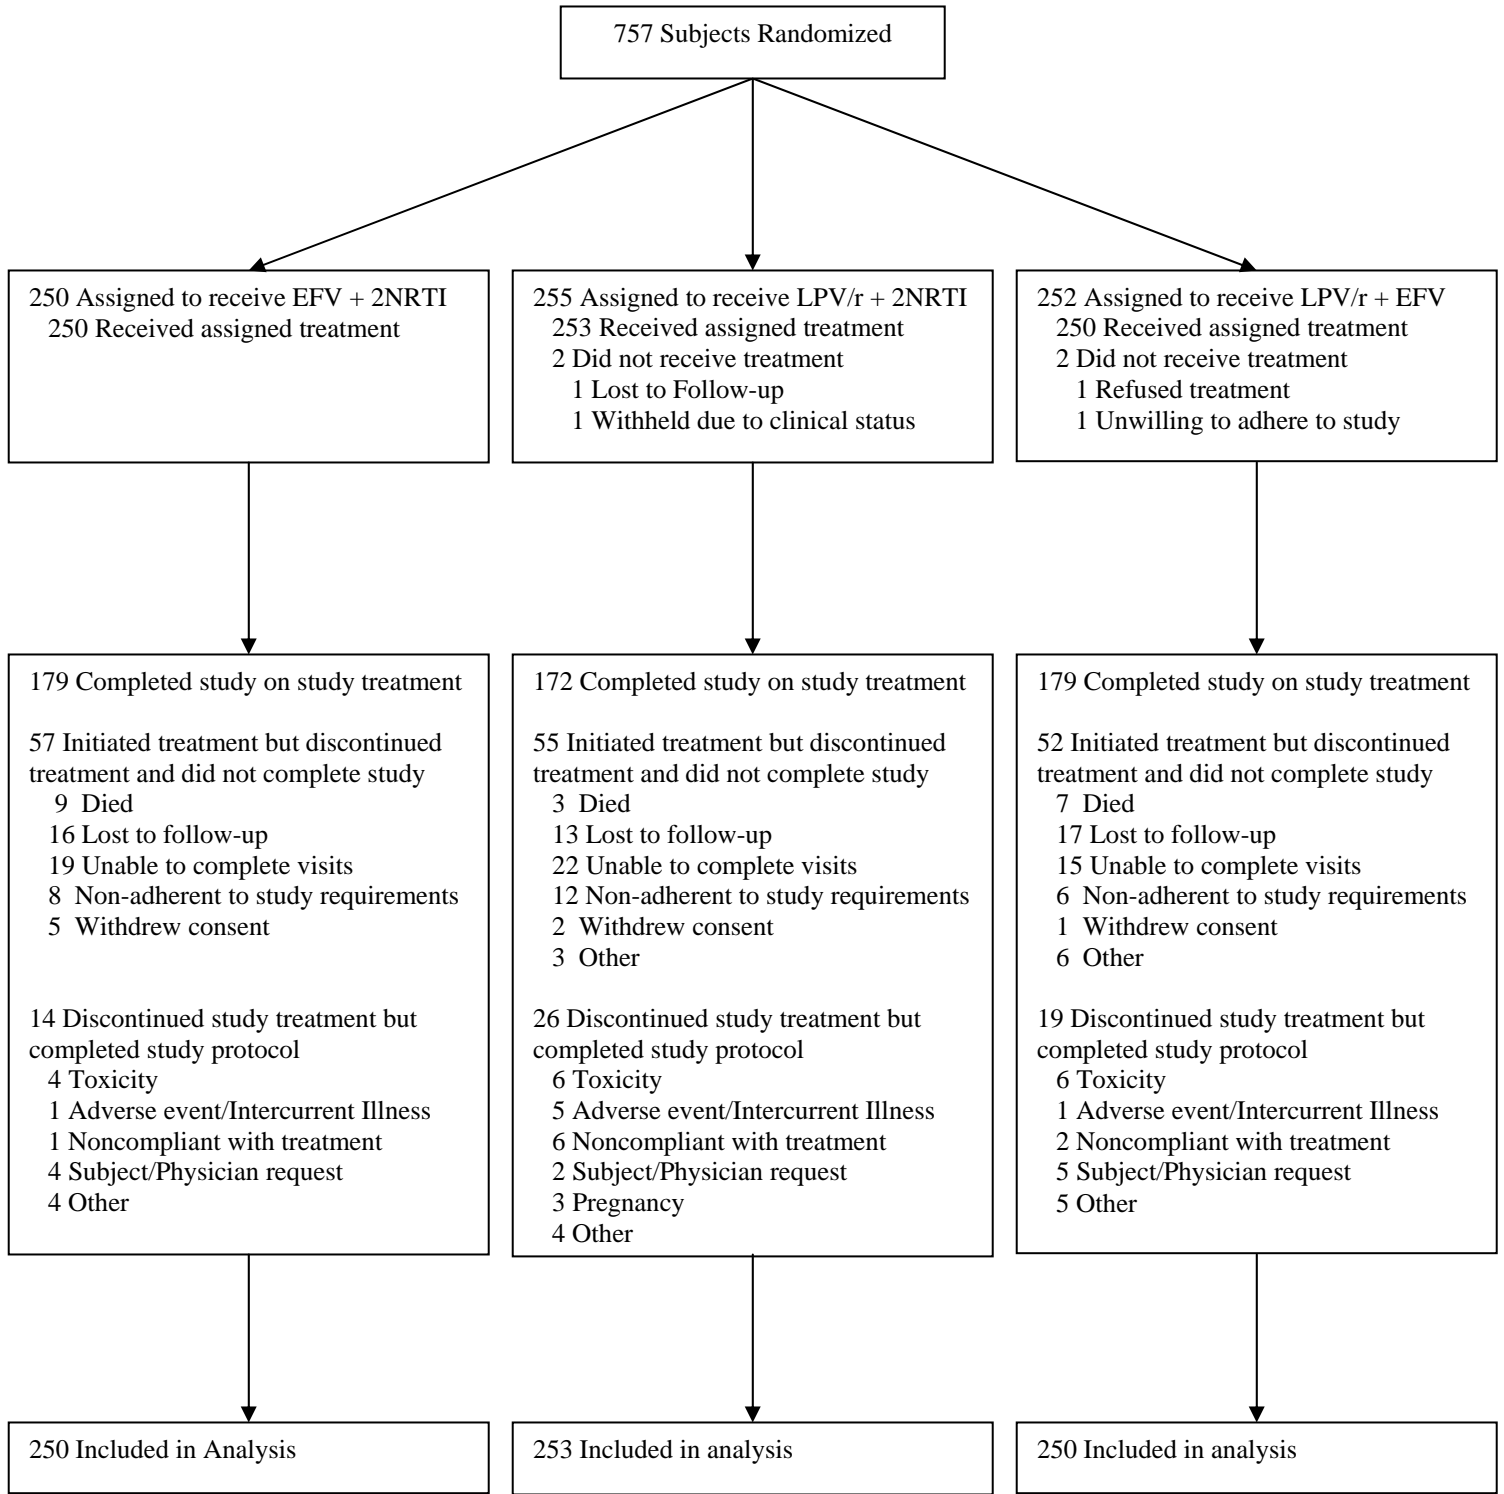 757 Subjects Randomized
250 Assigned to receive EFV + 2NRTI
250 Received assigned treatment
255 Assigned to receive LPV/r + 2NRTI
253 Received assigned treatment
2 Did not receive treatment
1 Lost to Follow-up
1 Withheld due to clinical status
252 Assigned to receive LPV/r + EFV
250 Received assigned treatment
2 Did not receive treatment
1 Refused treatment
1 Unwilling to adhere to study
179 Completed study on study treatment
57 Initiated treatment but discontinued
treatment and did not complete study
9 Died
16 Lost to follow-up
19 Unable to complete visits
8 Non-adherent to study requirements
5 Withdrew consent
14 Discontinued study treatment but
completed study protocol
4 Toxicity
1 Adverse event/Intercurrent Illness
1 Noncompliant with treatment
4 Subject/Physician request
4 Other
172 Completed study on study treatment
55 Initiated treatment but discontinued
treatment and did not complete study
3 Died
13 Lost to follow-up
22 Unable to complete visits
12 Non-adherent to study requirements
2 Withdrew consent
3 Other
26 Discontinued study treatment but
completed study protocol
6 Toxicity
5 Adverse event/Intercurrent Illness
6 Noncompliant with treatment
2 Subject/Physician request
3 Pregnancy
4 Other
179 Completed study on study treatment
52 Initiated treatment but discontinued
treatment and did not complete study
7 Died
17 Lost to follow-up
15 Unable to complete visits
6 Non-adherent to study requirements
1 Withdrew consent
6 Other
19 Discontinued study treatment but
completed study protocol
6 Toxicity
1 Adverse event/Intercurrent Illness
2 Noncompliant with treatment
5 Subject/Physician request
5 Other
250 Included in Analysis
253 Included in analysis
250 Included in analysis